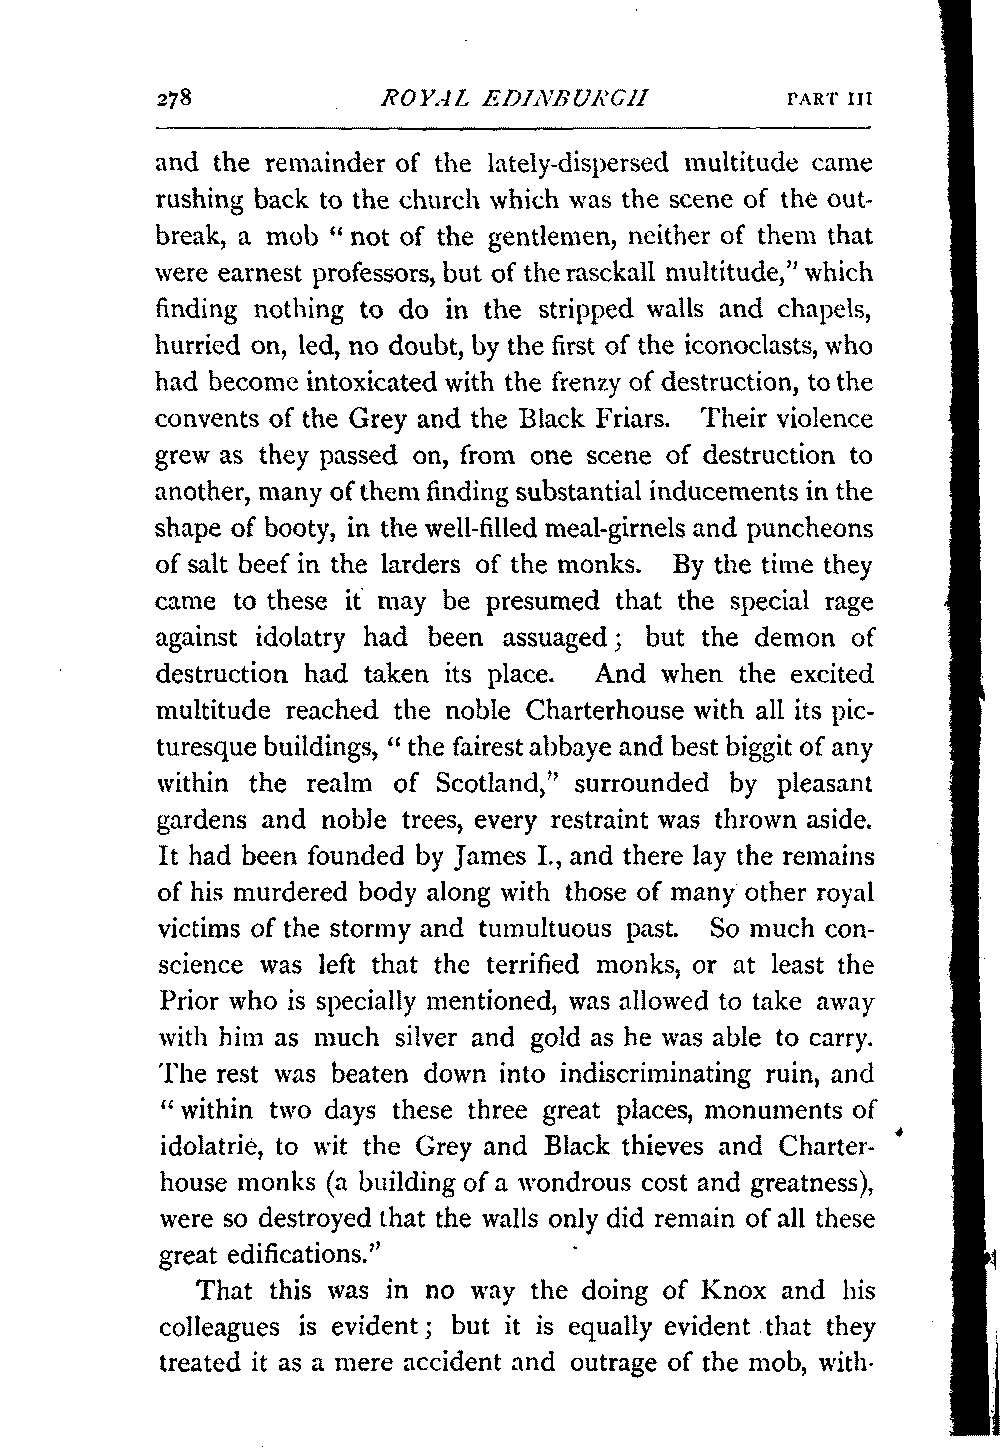 278 ROYAL EDINBURGH PART III
and the remainder of the lately-dispersed multitude came
rushing back to the church which was the scene of the out-
break, a mob “ not of the gentlemen, neither of them that
were earnest professors, but of the rasckall multitude,” which
finding nothing to do in the stripped walls and chapels,
hurried on, led, no doubt, by the first of the iconoclasts, who
had become intoxicated with the frenzy of destruction, to the
convents of the Grey and the Black Friars. Their violence
grew as they passed on, from one scene of destruction to
another, many of them finding substantial inducements in the
shape of booty, in the well-filled meal-girnels and puncheons
of salt beef in the larders of the monks. By the time they
came to these it may be presumed that the special rage
against idolatry had been assuaged ; but the demon of
destruction had taken its place. And when the excited
multitude reached the noble Charterhouse with all its pic-
turesque buildings, “ the fairest abbaye and best biggit of any
within the realm of Scotland,” surrounded by pleasant
gardens and noble trees, every restraint was thrown aside.
It had been founded by James I., and there lay the remains
of his murdered body along with those of many other royal
victims of the stormy and tumultuous past. So much con-
science was left that the terrified monks, or at least the
Prior who is specially mentioned, was allowed to take away
with him as much silver and gold as he was able to carry.
The rest was beaten down into indiscriminating ruin, and
“ within two days these three great places, monuments of
idolatrie, to wit the Grey and Black thieves and Charter-
house monks (a building of a wondrous cost and greatness),
were so destroyed that the walls only did remain of all these
great edifications.”
That this was in no way the doing of Knox and his
colleagues is evident ; but it is equally evident that they
treated it as a mere accident and outrage of the mob, with-